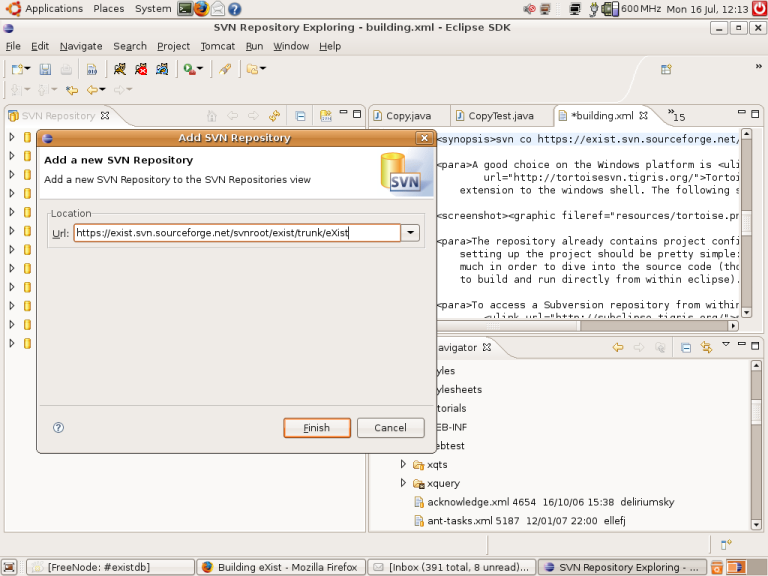 Applications Places System 600 MHz Mon 16 Jul, 12:13
SVN Repository Exploring - building.xml - Eclipse SDK
File Edit Navigate Search Project Tomcat Run Window Help
SVN Repository
Copy.java CopyTest.java *building.xml »15
Add SVN Repository
Add a new SVN Repository
Add a new SVN Repository to the SVN Repositories view
SVN
Location
Url: https://exist.svn.sourceforge.net/svnroot/exist/trunk/eXist
Finish Cancel
<synopsis>svn co https://exist.svn.sourceforge.net/
<para>A good choice on the Windows platform is <uli
url="http://tortoisesvn.tigris.org/">Tortoi
extension to the windows shell. The following s
<screenshot><graphic fileref="resources/tortoise.pn
<para>The repository already contains project confi
setting up the project should be pretty simple:
much in order to dive into the source code (tho
to build and run directly from within eclipse).
<para>To access a Subversion repository from within
<ulink url="http://subclipse.tigris.org/">
avigator
yles
ylesheets
torials
EB-INF
ebtest
xqts
xquery
acknowledge.xml 4654 16/10/06 15:38 deliriumsky
ant-tasks.xml 5187 12/01/07 22:00 ellefj
[FreeNode: #existdb] Building eXist - Mozilla Firefox [Inbox (391 total, 8 unread)... SVN Repository Exploring - ...